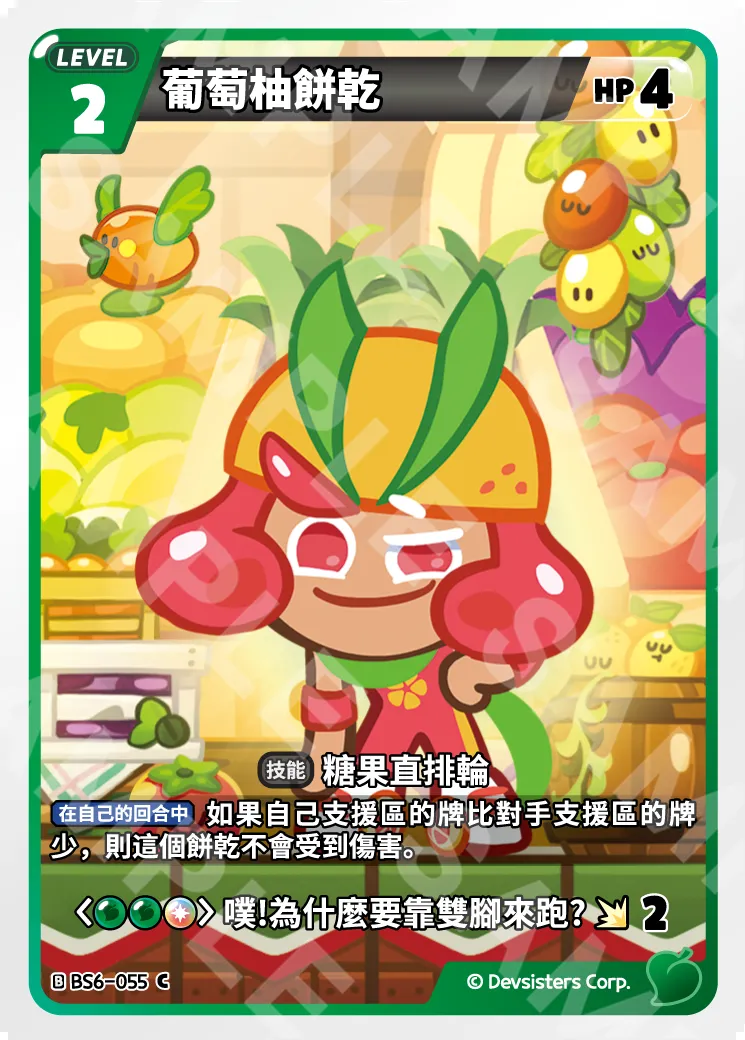 LEVEL
2
葡萄柚餅乾
HP 4
技能 糖果直排輪
在自己的回合中 如果自己支援區的牌比對手支援區的牌
少，則這個餅乾不會受到傷害。
〈 〉噗!為什麼要靠雙腳來跑? 2
B BS6-055 C
© Devsisters Corp.
SAMPLE